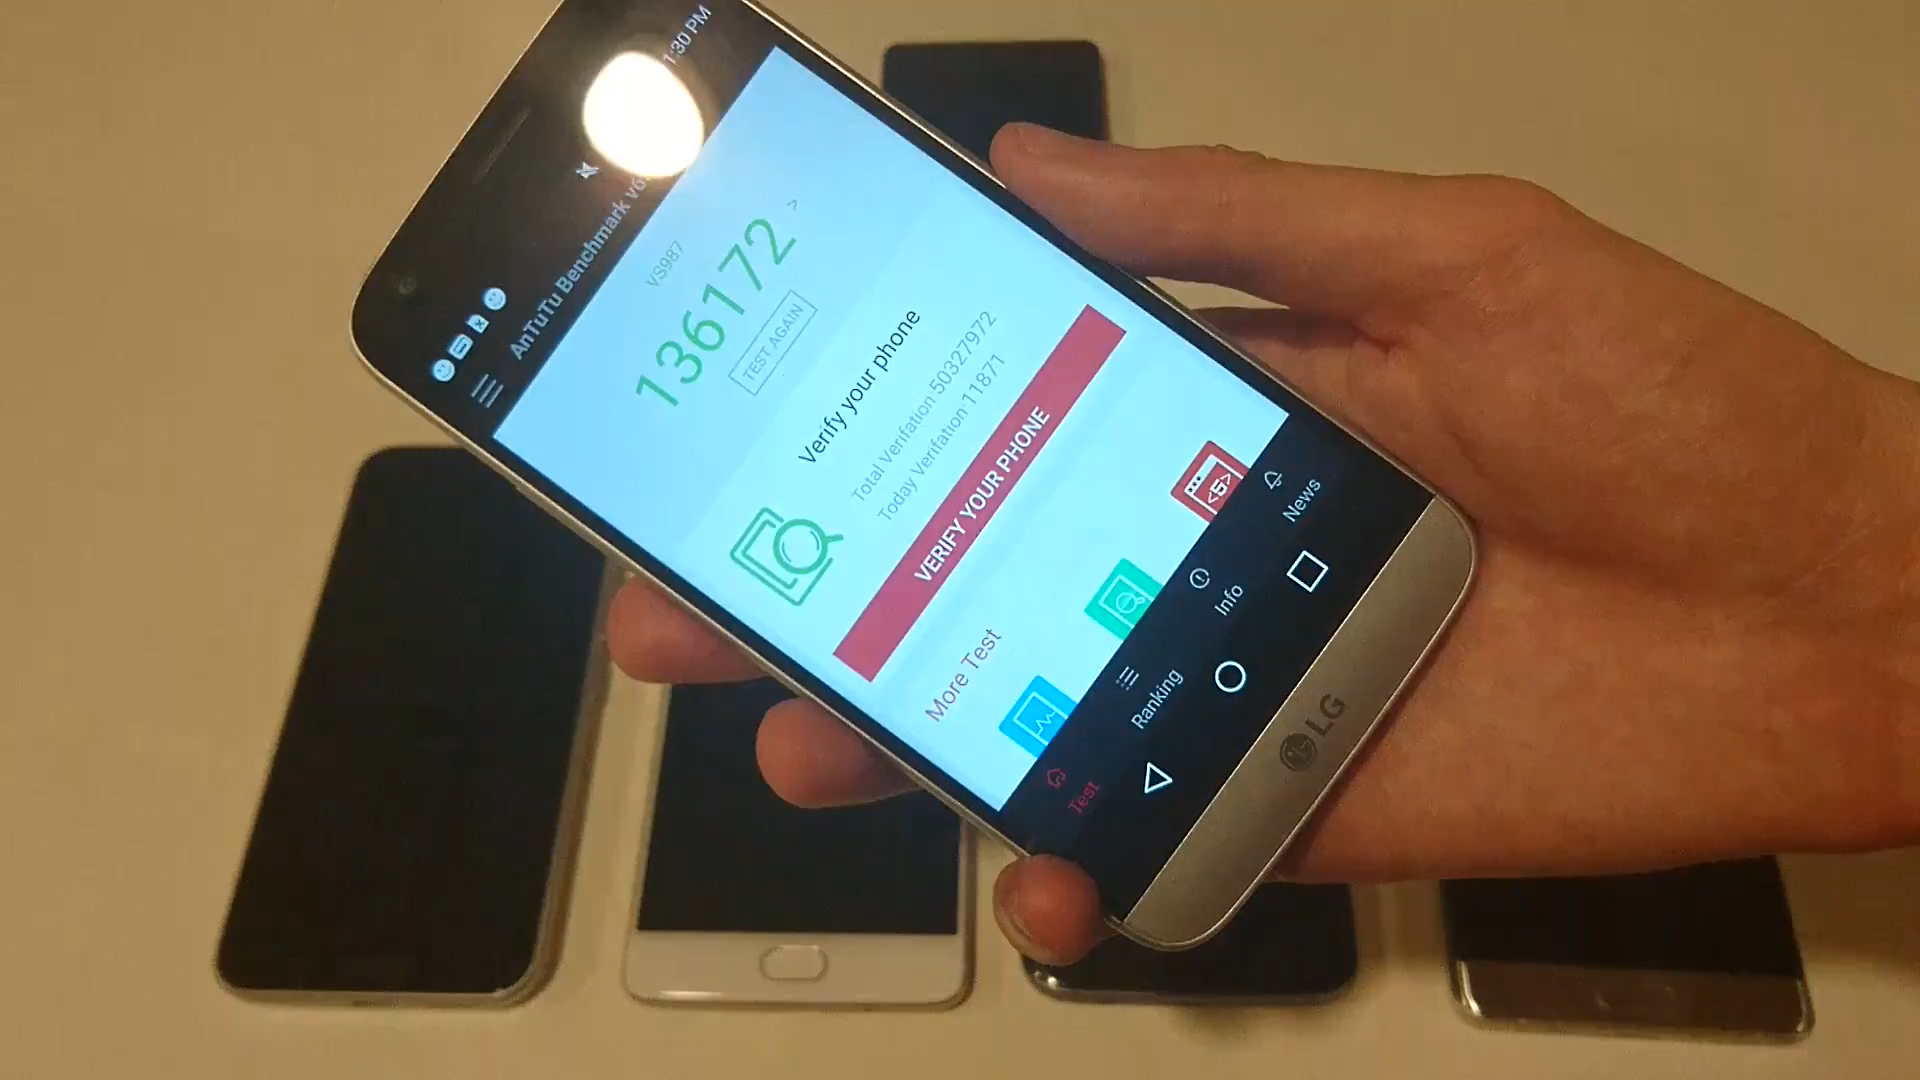 1:30 PM
AnTuTu Benchmark v6
VS987
136172 >
TEST AGAIN
Verify your phone
Total Verifation:50327972
Today Verifation:11871
VERIFY YOUR PHONE
More Test
<5>
Test
Ranking
Info
News
LG